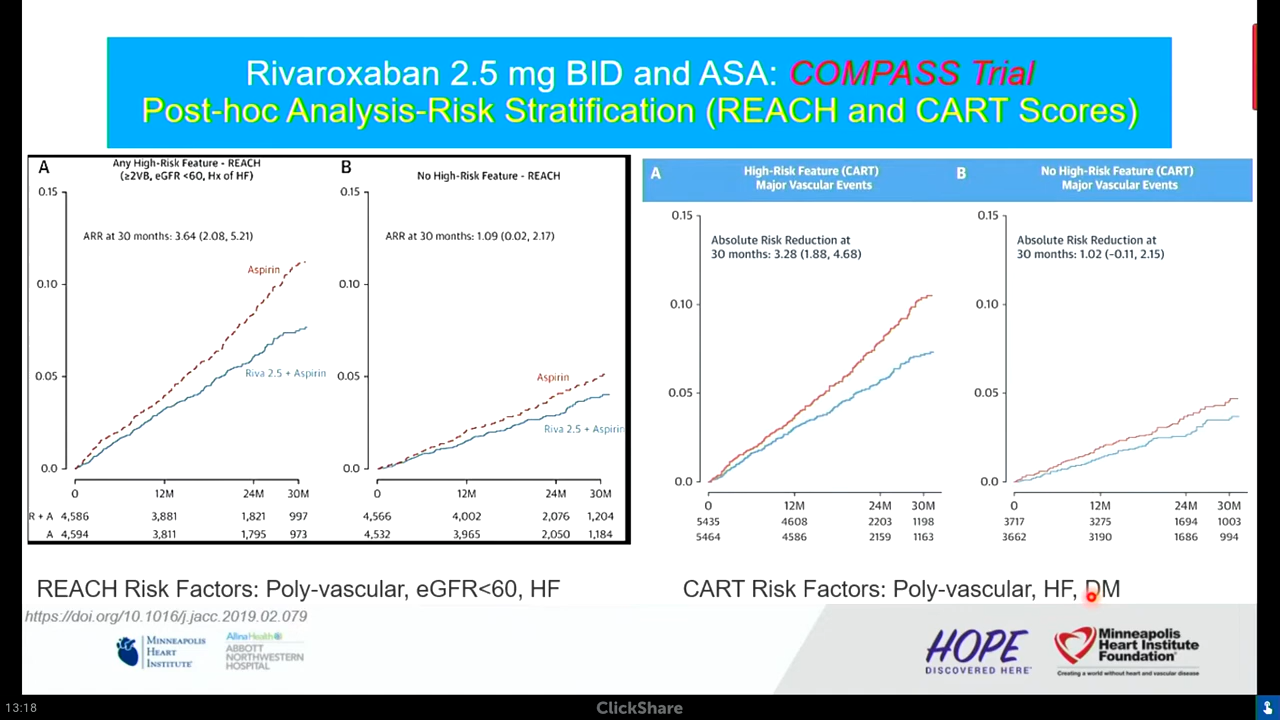 Rivaroxaban 2.5 mg BID and ASA: COMPASS Trial
Post-hoc Analysis-Risk Stratification (REACH and CART Scores)
A
Any High-Risk Feature - REACH
(≥2VB, eGFR <60, Hx of HF)
0.15
0.10
0.05
0.0
ARR at 30 months: 3.64 (2.08, 5.21)
Aspirin
Riva 2.5 + Aspirin
0 12M 24M 30M
R + A 4,586 3,881 1,821 997
A 4,594 3,811 1,795 973
B
No High-Risk Feature - REACH
0.15
0.10
0.05
0.0
ARR at 30 months: 1.09 (0.02, 2.17)
Aspirin
Riva 2.5 + Aspirin
0 12M 24M 30M
4,566 4,002 2,076 1,204
4,532 3,965 2,050 1,184
A
High-Risk Feature (CART)
Major Vascular Events
0.15
0.10
0.05
0.0
Absolute Risk Reduction at
30 months: 3.28 (1.88, 4.68)
0 12M 24M 30M
5435 4608 2203 1198
5464 4586 2159 1163
B
No High-Risk Feature (CART)
Major Vascular Events
0.15
0.10
0.05
0.0
Absolute Risk Reduction at
30 months: 1.02 (-0.11, 2.15)
0 12M 24M 30M
3717 3275 1694 1003
3662 3190 1686 994
REACH Risk Factors: Poly-vascular, eGFR<60, HF
CART Risk Factors: Poly-vascular, HF, DM
https://doi.org/10.1016/j.jacc.2019.02.079
MINNEAPOLIS
HEART
INSTITUTE
AllinaHealth
ABBOTT
NORTHWESTERN
HOSPITAL
HOPE
DISCOVERED HERE
Minneapolis
Heart Institute
Foundation
Creating a world without heart and vascular disease
13:18
ClickShare